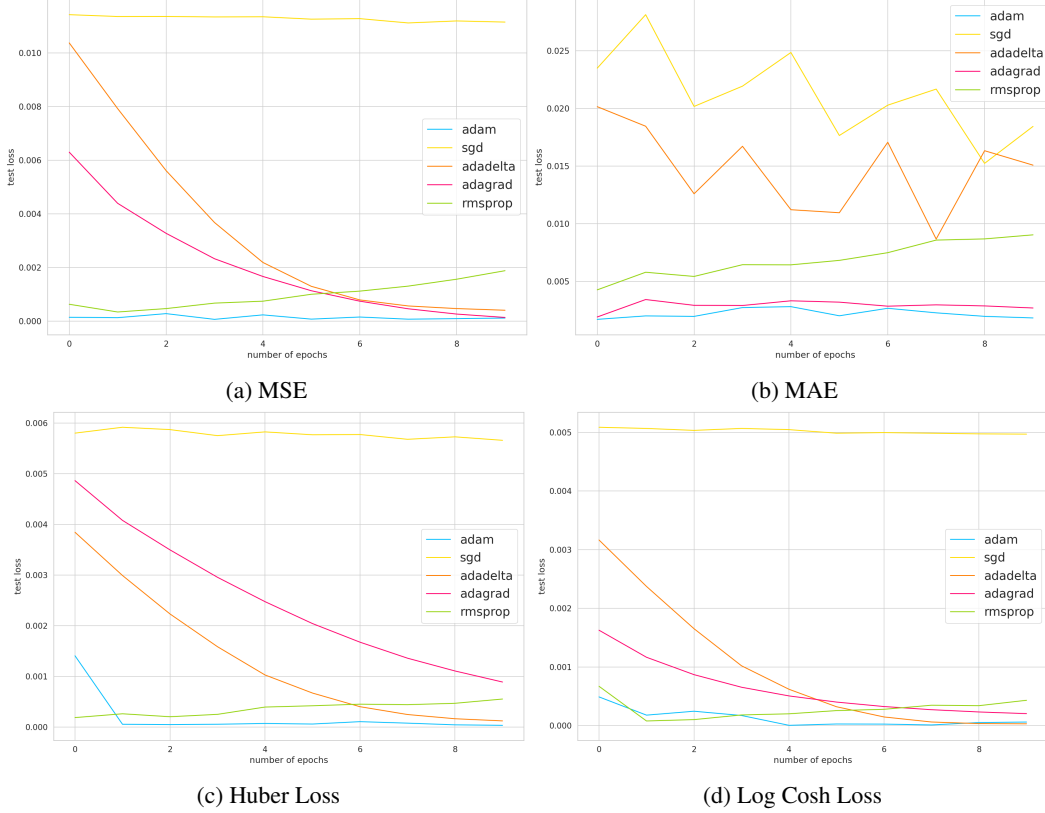 0.010
0.008
0.006
0.004
0.002
0.000
test loss
0 2 4 6 8
number of epochs
adam
sgd
adadelta
adagrad
rmsprop
(a) MSE
0.025
0.020
0.015
0.010
0.005
test loss
0 2 4 6 8
number of epochs
adam
sgd
adadelta
adagrad
rmsprop
(b) MAE
0.006
0.005
0.004
0.003
0.002
0.001
0.000
test loss
0 2 4 6 8
number of epochs
adam
sgd
adadelta
adagrad
rmsprop
(c) Huber Loss
0.005
0.004
0.003
0.002
0.001
0.000
test loss
0 2 4 6 8
number of epochs
adam
sgd
adadelta
adagrad
rmsprop
(d) Log Cosh Loss